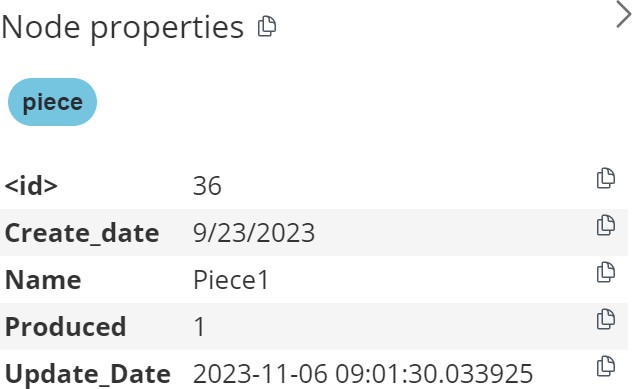 Node properties
piece
<id> 36
Create_date 9/23/2023
Name Piece1
Produced 1
Update_Date 2023-11-06 09:01:30.033925